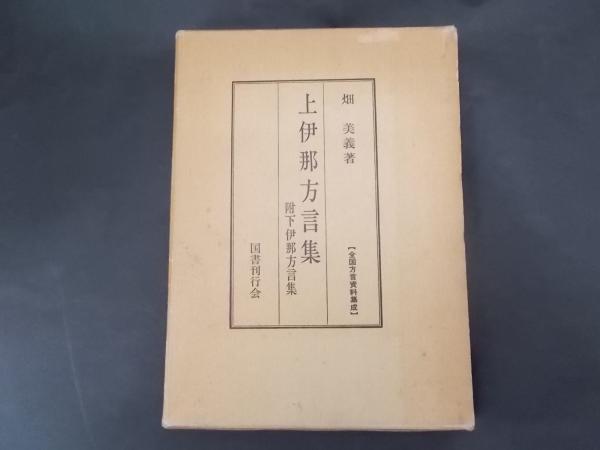 畑 美義著
【全国方言資料集成】
上伊那方言集
附下伊那方言集
国書刊行会